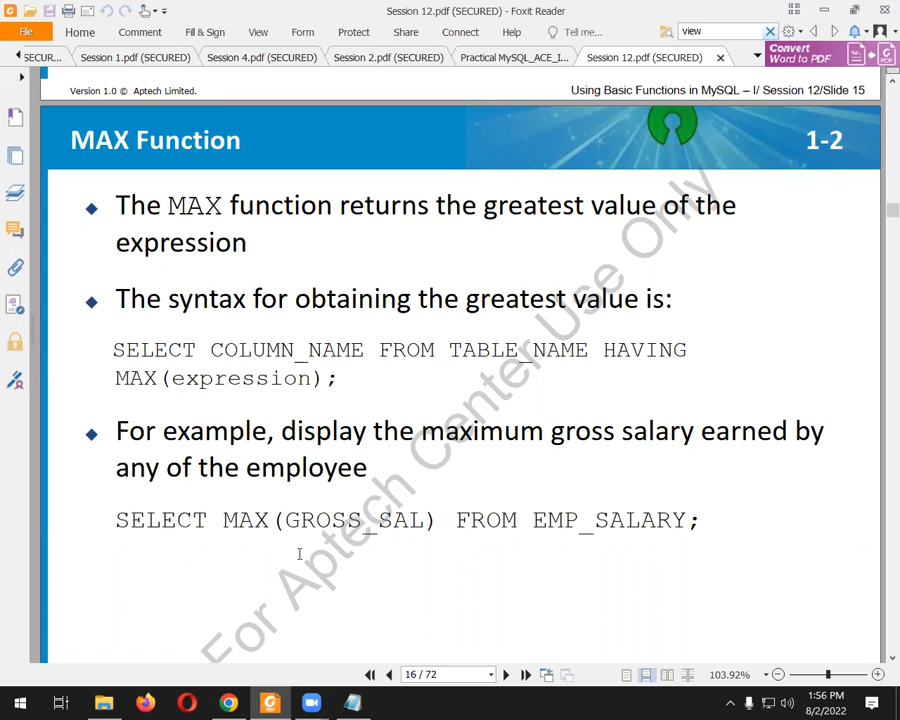 Session 12.pdf (SECURED) - Foxit Reader
File Home Comment Fill & Sign View Form Protect Share Connect Help Tell me... view
SECUR... Session 1.pdf (SECURED) Session 4.pdf (SECURED) Session 2.pdf (SECURED) Practical MySQL_ACE_I... Session 12.pdf (SECURED) Convert Word to PDF
Version 1.0 © Aptech Limited. Using Basic Functions in MySQL – I/ Session 12/Slide 15
MAX Function 1-2
The MAX function returns the greatest value of the
expression
The syntax for obtaining the greatest value is:
SELECT COLUMN_NAME FROM TABLE_NAME HAVING
MAX(expression);
For example, display the maximum gross salary earned by
any of the employee
SELECT MAX(GROSS_SAL) FROM EMP_SALARY;
For Aptech Center Use Only
16 / 72 103.92%
1:56 PM
8/2/2022